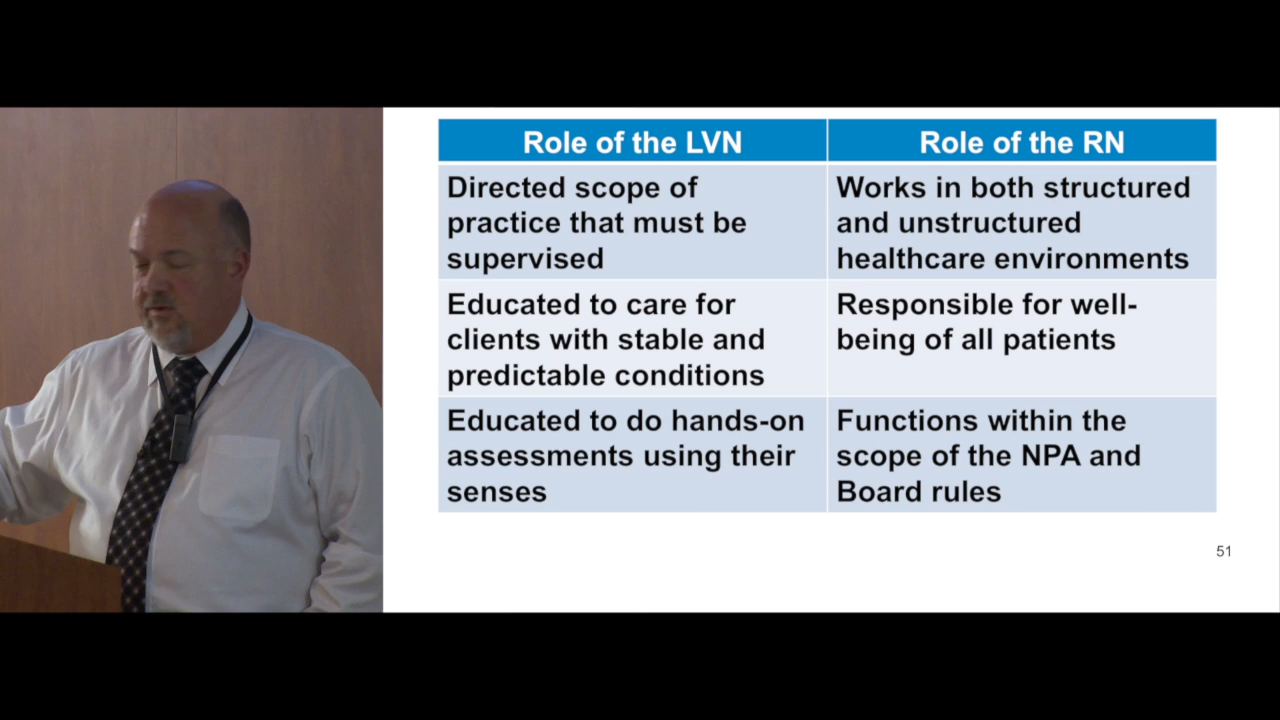 Role of the LVN
Role of the RN
Directed scope of
practice that must be
supervised
Works in both structured
and unstructured
healthcare environments
Educated to care for
clients with stable and
predictable conditions
Responsible for well-
being of all patients
Educated to do hands-on
assessments using their
senses
Functions within the
scope of the NPA and
Board rules
51